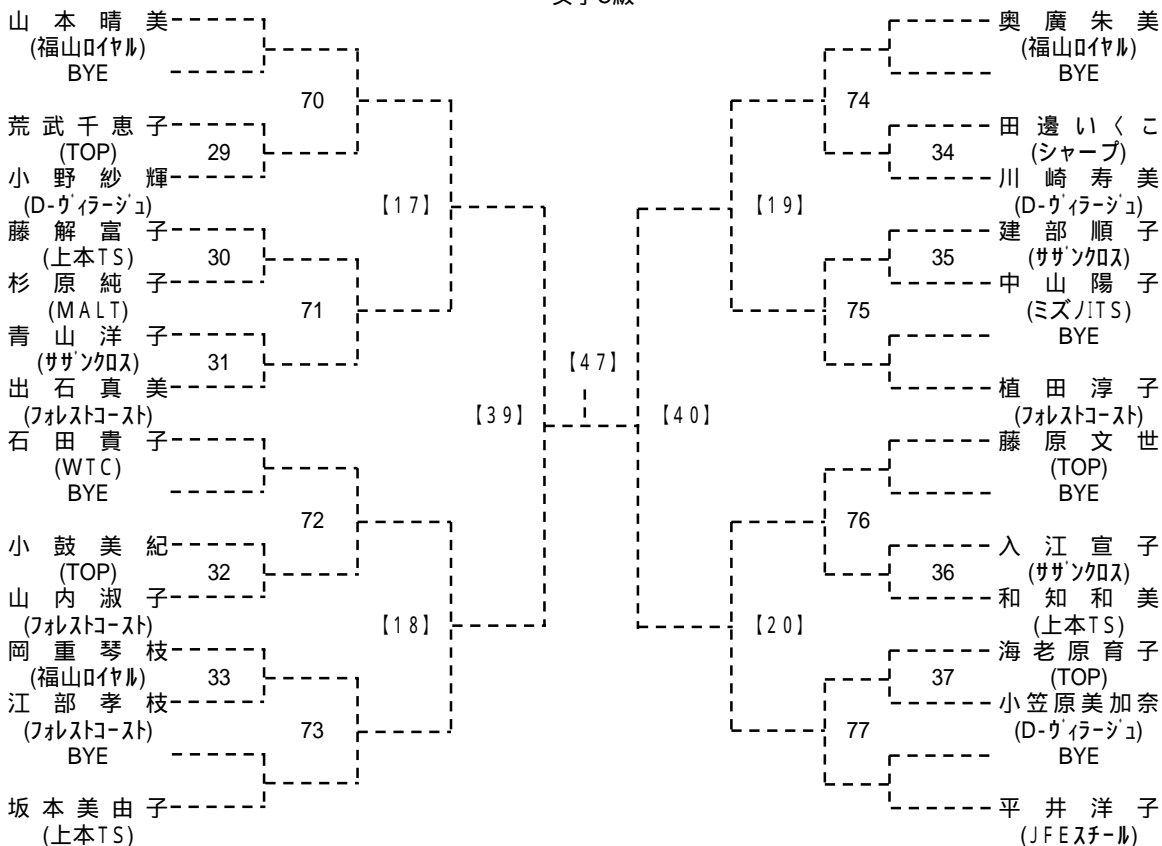 山本晴美
(福山ロイヤル)
BYE
70
荒武千恵子
(TOP)
29
小野紗輝
(D-ヴィラージュ)
【17】
藤解富子
(上本TS)
30
杉原純子
(MALT)
71
青山洋子
(サザンクロス)
31
出石真美
(フォレストコースト)
【39】
石田貴子
(WTC)
BYE
72
小鼓美紀
(TOP)
32
山内淑子
(フォレストコースト)
【18】
岡重琴枝
(福山ロイヤル)
33
江部孝枝
(フォレストコースト)
73
BYE
坂本美由子
(上本TS)
【47】
奥廣朱美
(福山ロイヤル)
BYE
74
田邊いくこ
34
(シャープ)
川崎寿美
(D-ヴィラージュ)
【19】
建部順子
35
(サザンクロス)
中山陽子
(ミズノITS)
75
BYE
植田淳子
(フォレストコースト)
【40】
藤原文世
(TOP)
BYE
76
入江宣子
36
(サザンクロス)
和知和美
(上本TS)
【20】
海老原育子
37
(TOP)
小笠原美加奈
(D-ヴィラージュ)
77
BYE
平井洋子
(JFEスチール)